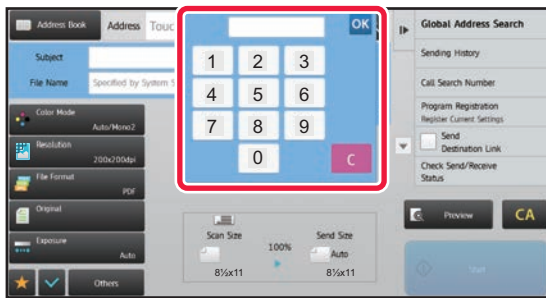 Address Book
Address
Touc
OK
Global Address Search
Subject
1 2 3
Sending History
File Name
Specified by System S
4 5 6
Call Search Number
Color Mode
Auto/Mono2
7 8 9
Program Registration
Register Current Settings
Resolution
200x200dpi
0
C
Send
Destination Link
File Format
PDF
Check Send/Receive
Status
Original
Scan Size
100%
Send Size
Auto
8½x11
8½x11
Preview
CA
Exposure
Auto
Others
Start